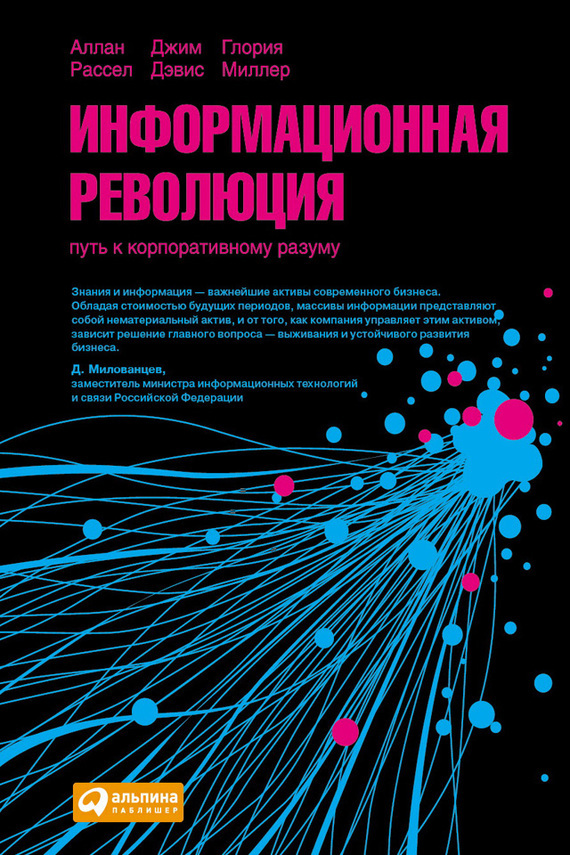 Аллан Джим Глория
Рассел Дэвис Миллер
ИНФОРМАЦИОННАЯ
РЕВОЛЮЦИЯ
путь к корпоративному разуму
Знания и информация — важнейшие активы современного бизнеса.
Обладая стоимостью будущих периодов, массивы информации представляют
собой нематериальный актив, и от того, как компания управляет этим активом,
зависит решение главного вопроса — выживания и устойчивого развития
бизнеса.
Д. Милованцев,
заместитель министра информационных технологий
и связи Российской Федерации
альпина
ПАБЛИШЕР